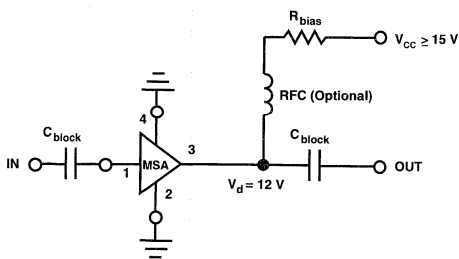 R bias
V CC ≥ 15 V
RFC (Optional)
4
C block
C block
3
IN
MSA
OUT
1
2
V d = 12 V